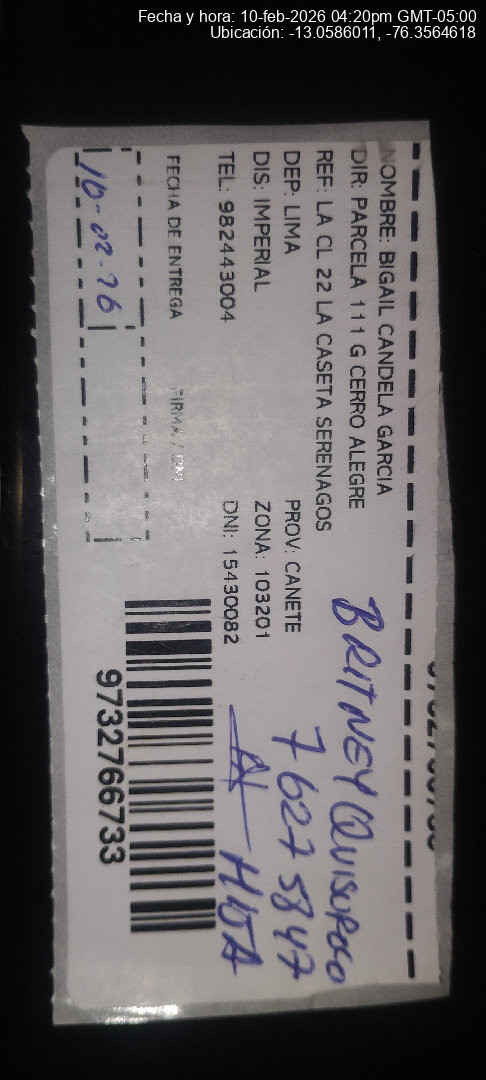 Fecha y hora: 10-feb-2026 04:20pm GMT-05:00
Ubicación: -13.0586011, -76.3564618
NOMBRE: BIGAIL CANDELA GARCIA
DIR: PARCELA 111 G CERRO ALEGRE
REF: LA CL 22 LA CASETA SERENAGOS
DEP: LIMA PROV: CANETE
DIS: IMPERIAL ZONA: 103201
TEL: 982443004 DNI: 15430082
FECHA DE ENTREGA FIRMA / DNI
10-02-26
BRITNEY
76275847
HIJA
9732766733